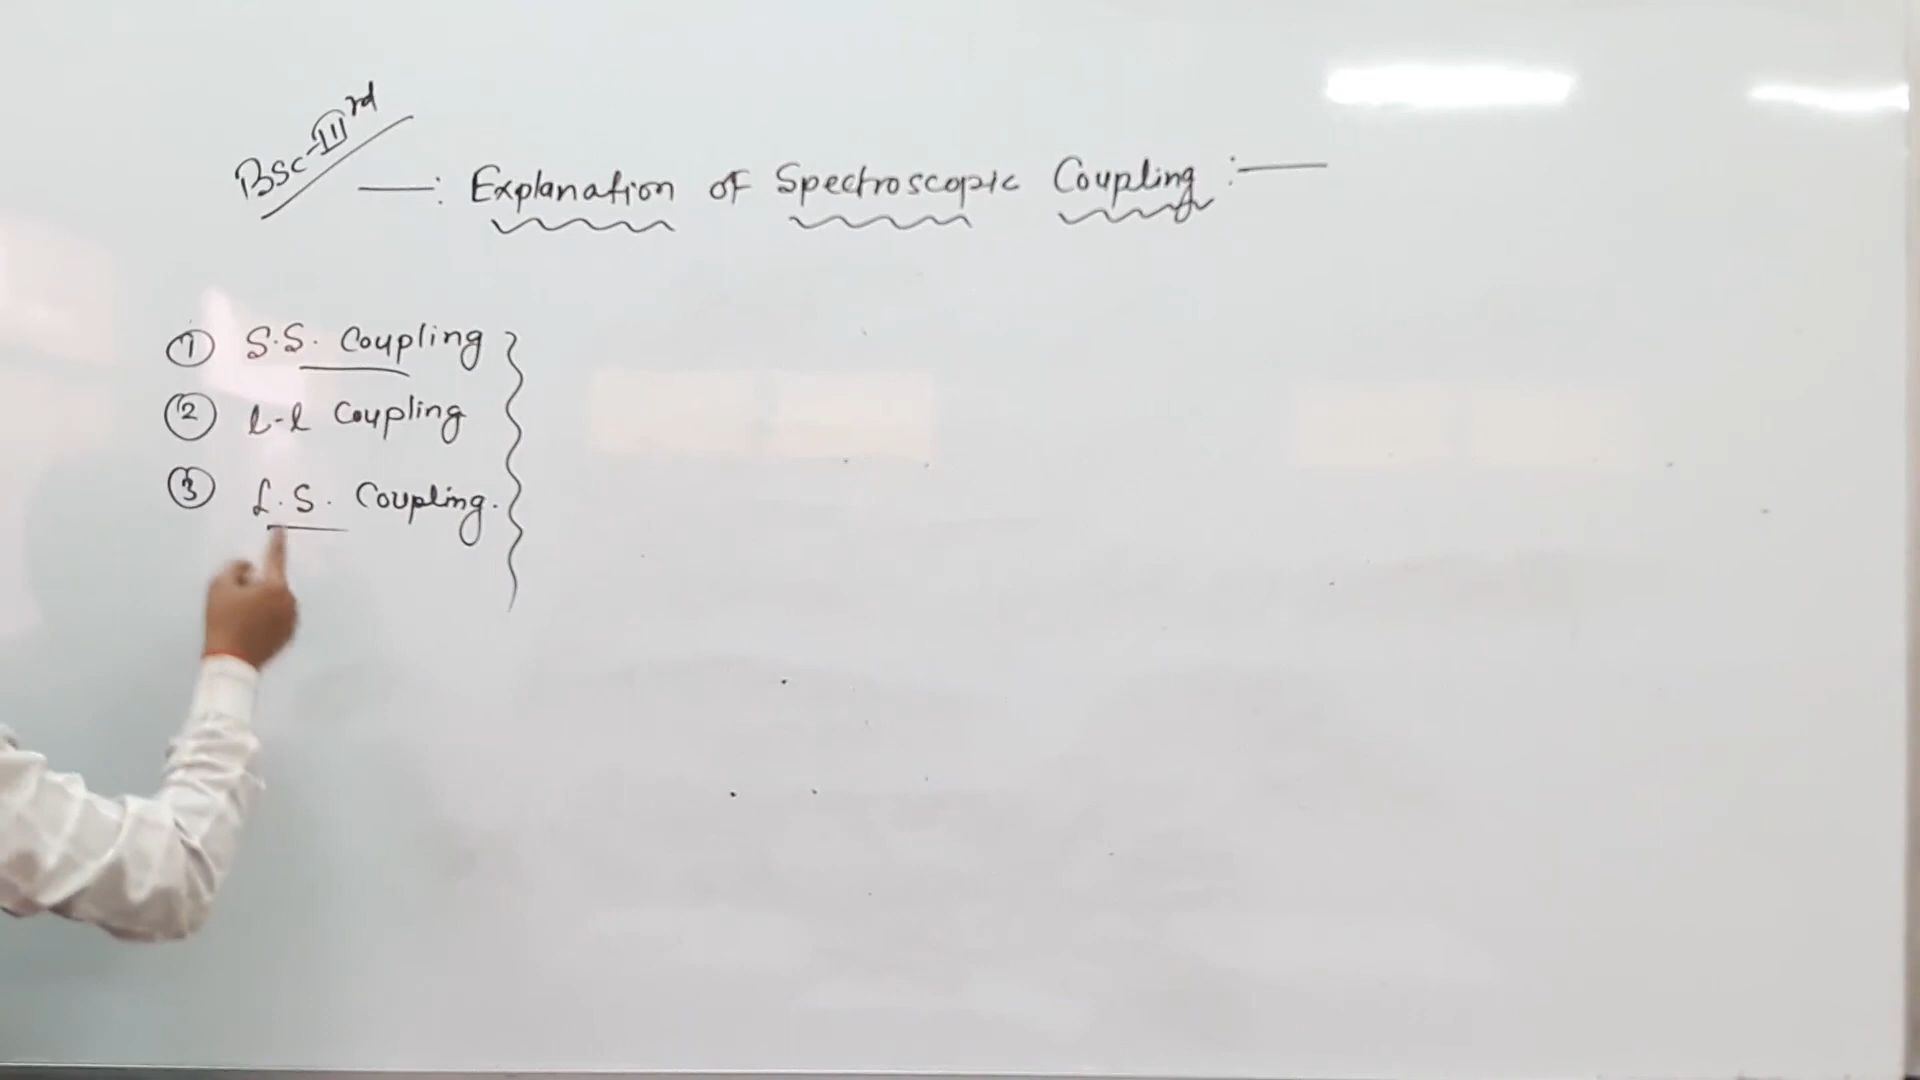 BSC-III rd
—: Explanation of Spectroscopic Coupling :—
① S.S. Coupling
② l-l Coupling
③ L.S. Coupling.